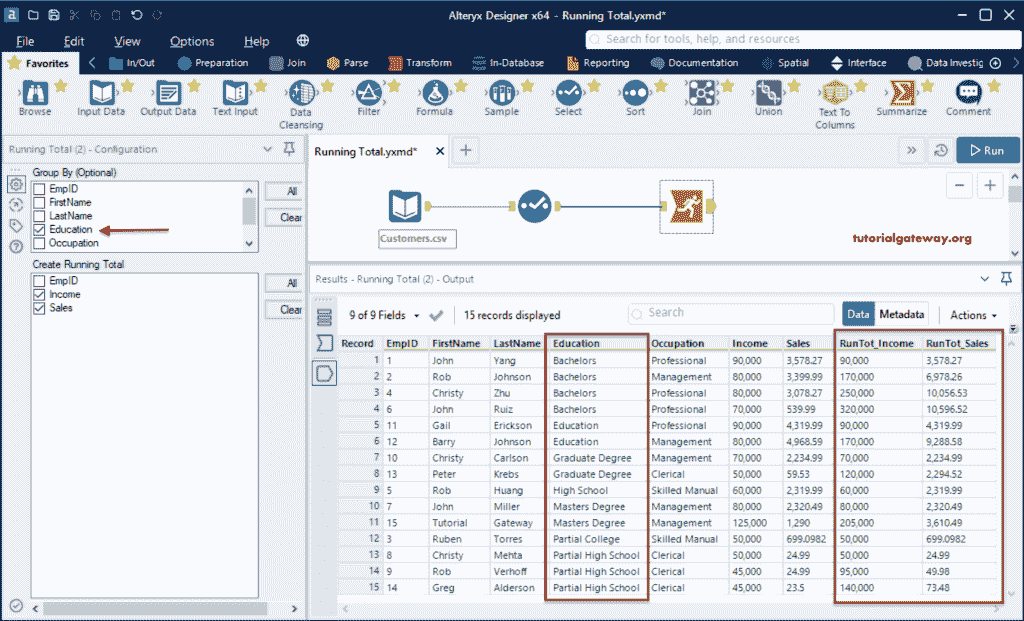 Alteryx Designer x64 - Running Total.yxmd*
File Edit View Options Help
Search for tools, help, and resources
Favorites In/Out Preparation Join Parse Transform In-Database Reporting Documentation Spatial Interface Data Investig
Browse Input Data Output Data Text Input Data Cleansing Filter Formula Sample Select Sort Join Union Text To Columns Summarize Comment
Running Total (2) - Configuration
Running Total.yxmd*
Run
Group By (Optional)
EmpID
All
FirstName
LastName
Clear
Education
Occupation
Customers.csv
tutorialgateway.org
Create Running Total
EmpID
All
Income
Sales
Clear
Results - Running Total (2) - Output
9 of 9 Fields 15 records displayed Search Data Metadata Actions
Record EmpID FirstName LastName Education Occupation Income Sales RunTot_Income RunTot_Sales
1 1 John Yang Bachelors Professional 90,000 3,578.27 90,000 3,578.27
2 2 Rob Johnson Bachelors Management 80,000 3,399.99 170,000 6,978.26
3 4 Christy Zhu Bachelors Professional 80,000 3,078.27 250,000 10,056.53
4 6 John Ruiz Bachelors Professional 70,000 539.99 320,000 10,596.52
5 11 Gail Erickson Education Professional 90,000 4,319.99 90,000 4,319.99
6 12 Barry Johnson Education Management 80,000 4,968.59 170,000 9,288.58
7 10 Christy Carlson Graduate Degree Management 70,000 2,234.99 70,000 2,234.99
8 13 Peter Krebs Graduate Degree Clerical 50,000 59.53 120,000 2,294.52
9 5 Rob Huang High School Skilled Manual 60,000 2,319.99 60,000 2,319.99
10 7 John Miller Masters Degree Management 80,000 2,320.49 80,000 2,320.49
11 15 Tutorial Gateway Masters Degree Management 125,000 1,290 205,000 3,610.49
12 3 Ruben Torres Partial College Skilled Manual 50,000 699.0982 50,000 699.0982
13 8 Christy Mehta Partial High School Clerical 50,000 24.99 50,000 24.99
14 9 Rob Verhoff Partial High School Clerical 45,000 24.99 95,000 49.98
15 14 Greg Alderson Partial High School Clerical 45,000 23.5 140,000 73.48